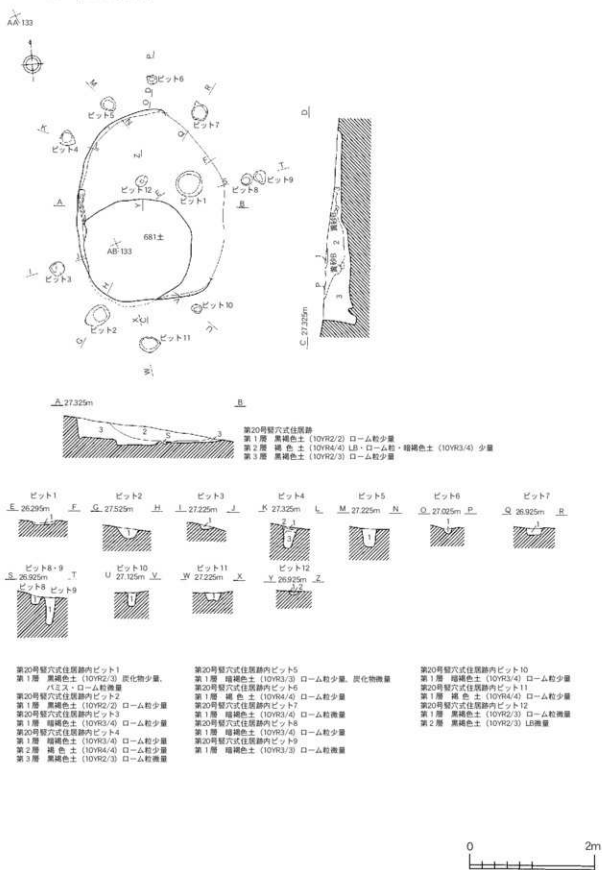 AA-133
ピット6
ピット5
ピット7
ピット4
ピット8
ピット9
ピット12
ピット1
681土
AB-133
ピット3
ピット10
ピット2
ピット11
A
B
C 27.325m
D
A 27.325m B
第20号竪穴式住居跡
第1層 黒褐色土 (10YR2/2) ローム粒少量
第2層 褐色土 (10YR4/4) LB・ローム粒・暗褐色土 (10YR3/4) 少量
第3層 黒褐色土 (10YR2/3) ローム粒少量
ピット1 ピット2 ピット3 ピット4 ピット5 ピット6 ピット7
E 26.295m F G 27.525m H I 27.225m J K 27.325m L M 27.225m N O 27.025m P Q 26.925m R
ピット8・9 ピット10 ピット11 ピット12
S 26.925m T U 27.125m V W 27.225m X Y 26.925m Z
ピット8 ピット9
第20号竪穴式住居跡内ピット1
第1層 黒褐色土 (10YR2/3) 炭化物少量、
パミス・ローム粒微量
第20号竪穴式住居跡内ピット2
第1層 黒褐色土 (10YR2/2) ローム粒少量
第20号竪穴式住居跡内ピット3
第1層 暗褐色土 (10YR3/4) ローム粒少量
第20号竪穴式住居跡内ピット4
第1層 暗褐色土 (10YR3/4) ローム粒少量
第2層 褐色土 (10YR4/4) ローム粒少量
第3層 黒褐色土 (10YR2/3) ローム粒微量
第20号竪穴式住居跡内ピット5
第1層 暗褐色土 (10YR3/3) ローム粒少量、炭化物微量
第20号竪穴式住居跡内ピット6
第1層 褐色土 (10YR4/4) ローム粒少量
第20号竪穴式住居跡内ピット7
第1層 暗褐色土 (10YR3/4) ローム粒微量
第20号竪穴式住居跡内ピット8
第1層 暗褐色土 (10YR3/4) ローム粒少量
第20号竪穴式住居跡内ピット9
第1層 暗褐色土 (10YR3/3) ローム粒微量
第20号竪穴式住居跡内ピット10
第1層 暗褐色土 (10YR3/4) ローム粒少量
第20号竪穴式住居跡内ピット11
第1層 褐色土 (10YR4/4) ローム粒少量
第20号竪穴式住居跡内ピット12
第1層 黒褐色土 (10YR2/3) ローム粒微量
第2層 黒褐色土 (10YR2/3) LB微量
0 2m